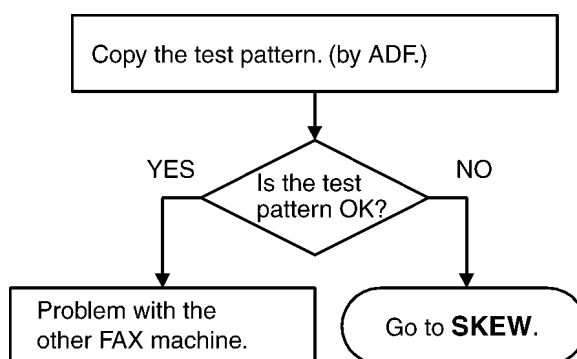 Copy the test pattern. (by ADF.)
YES
NO
Is the test
pattern OK?
Problem with the
other FAX machine.
Go to SKEW.